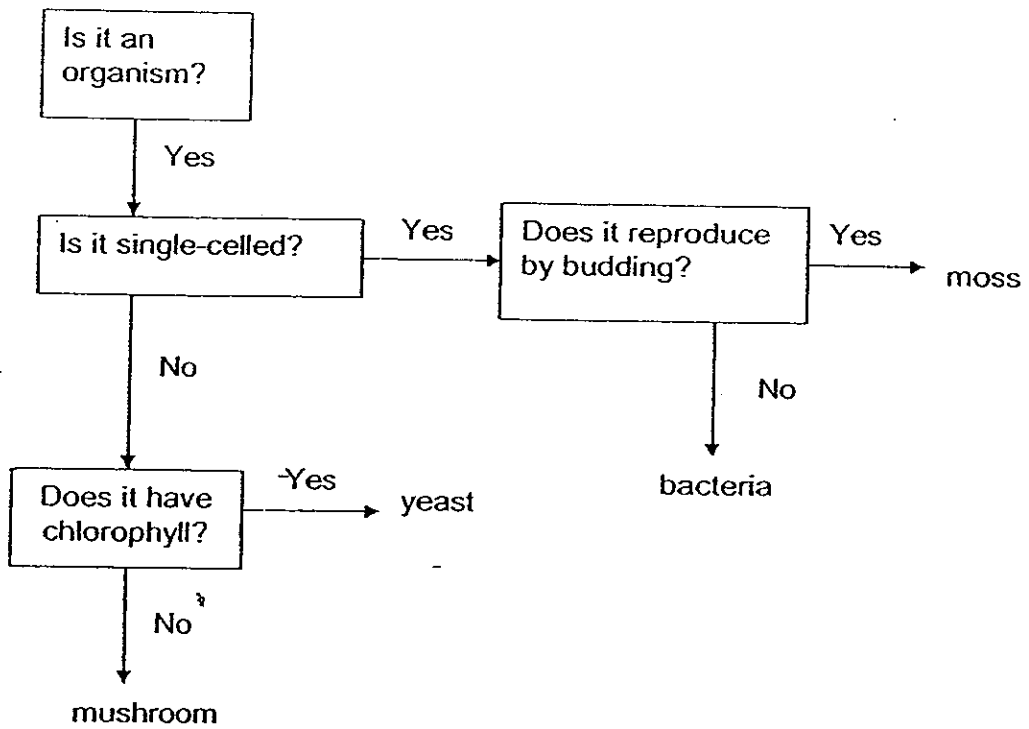 Is it an
organism?
Yes
Is it single-celled?
Yes
Does it reproduce
by budding?
Yes
moss
No
No
bacteria
Does it have
chlorophyll?
Yes
yeast
No
mushroom